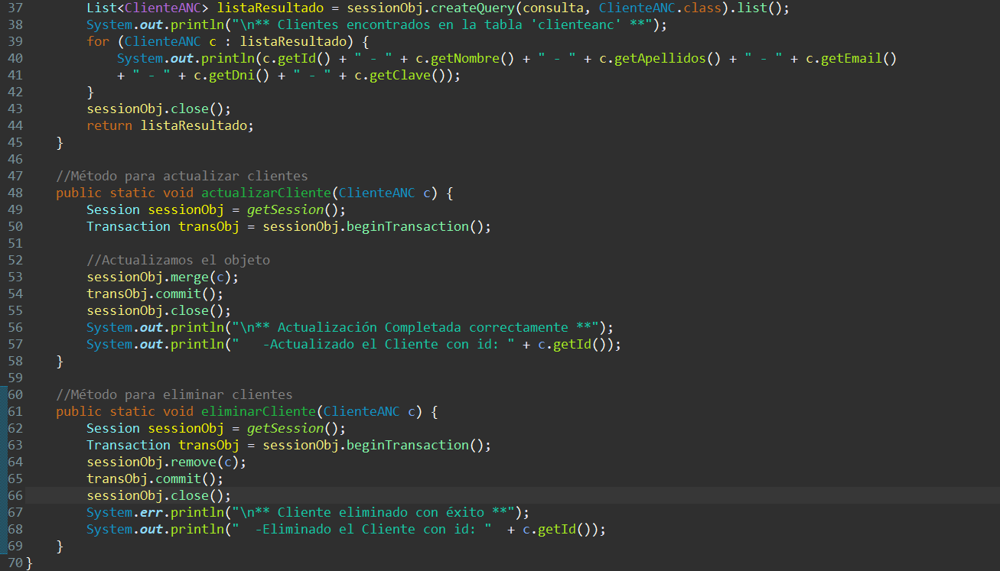 37        List<ClienteANC> listaResultado = sessionObj.createQuery(consulta, ClienteANC.class).list();
38        System.out.println("\n** Clientes encontrados en la tabla 'clienteanc' **");
39        for (ClienteANC c : listaResultado) {
40            System.out.println(c.getId() + " - " + c.getNombre() + " - " + c.getApellidos() + " - " + c.getEmail()
41            + " - " + c.getDni() + " - " + c.getClave());
42        }
43        sessionObj.close();
44        return listaResultado;
45    }
46
47    //Método para actualizar clientes
48    public static void actualizarCliente(ClienteANC c) {
49        Session sessionObj = getSession();
50        Transaction transObj = sessionObj.beginTransaction();
51
52        //Actualizamos el objeto
53        sessionObj.merge(c);
54        transObj.commit();
55        sessionObj.close();
56        System.out.println("\n** Actualización Completada correctamente **");
57        System.out.println("   -Actualizado el Cliente con id: " + c.getId());
58    }
59
60    //Método para eliminar clientes
61    public static void eliminarCliente(ClienteANC c) {
62        Session sessionObj = getSession();
63        Transaction transObj = sessionObj.beginTransaction();
64        sessionObj.remove(c);
65        transObj.commit();
66        sessionObj.close();
67        System.err.println("\n** Cliente eliminado con éxito **");
68        System.out.println("  -Eliminado el Cliente con id: "  + c.getId());
69    }
70}